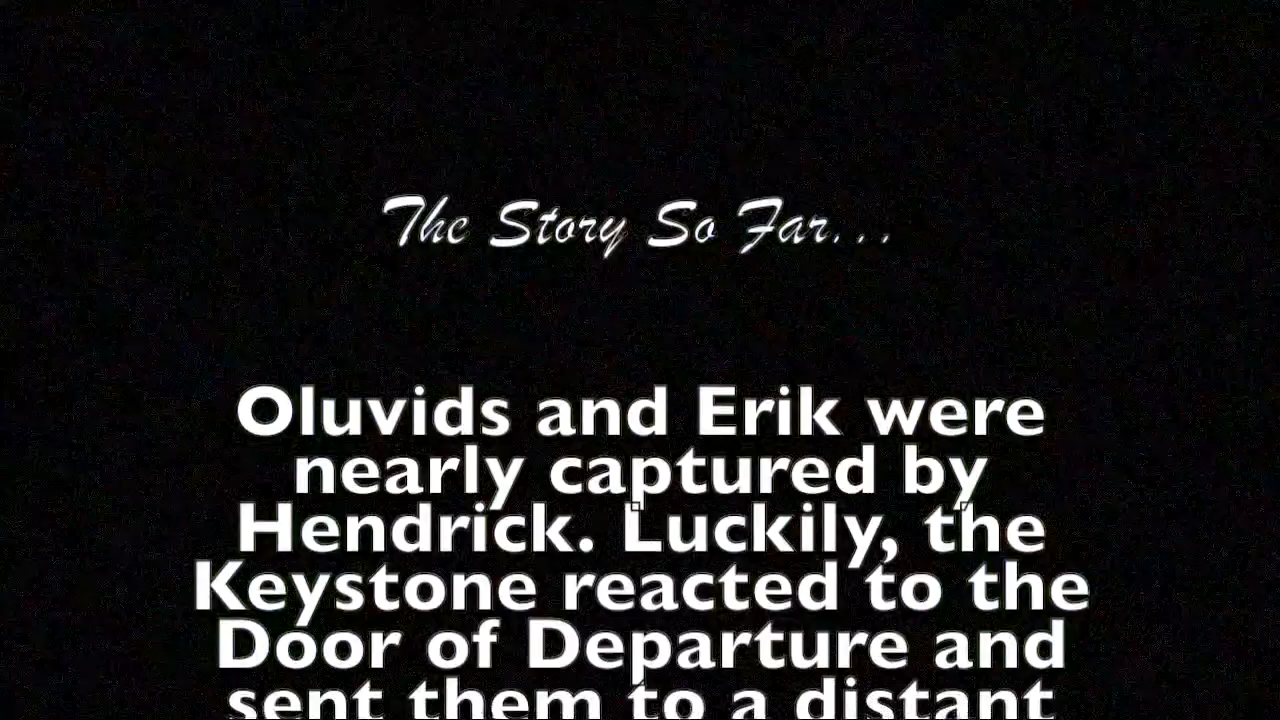 The Story So Far...
Oluvids and Erik were
nearly captured by
Hendrick. Luckily, the
Keystone reacted to the
Door of Departure and
sent them to a distant